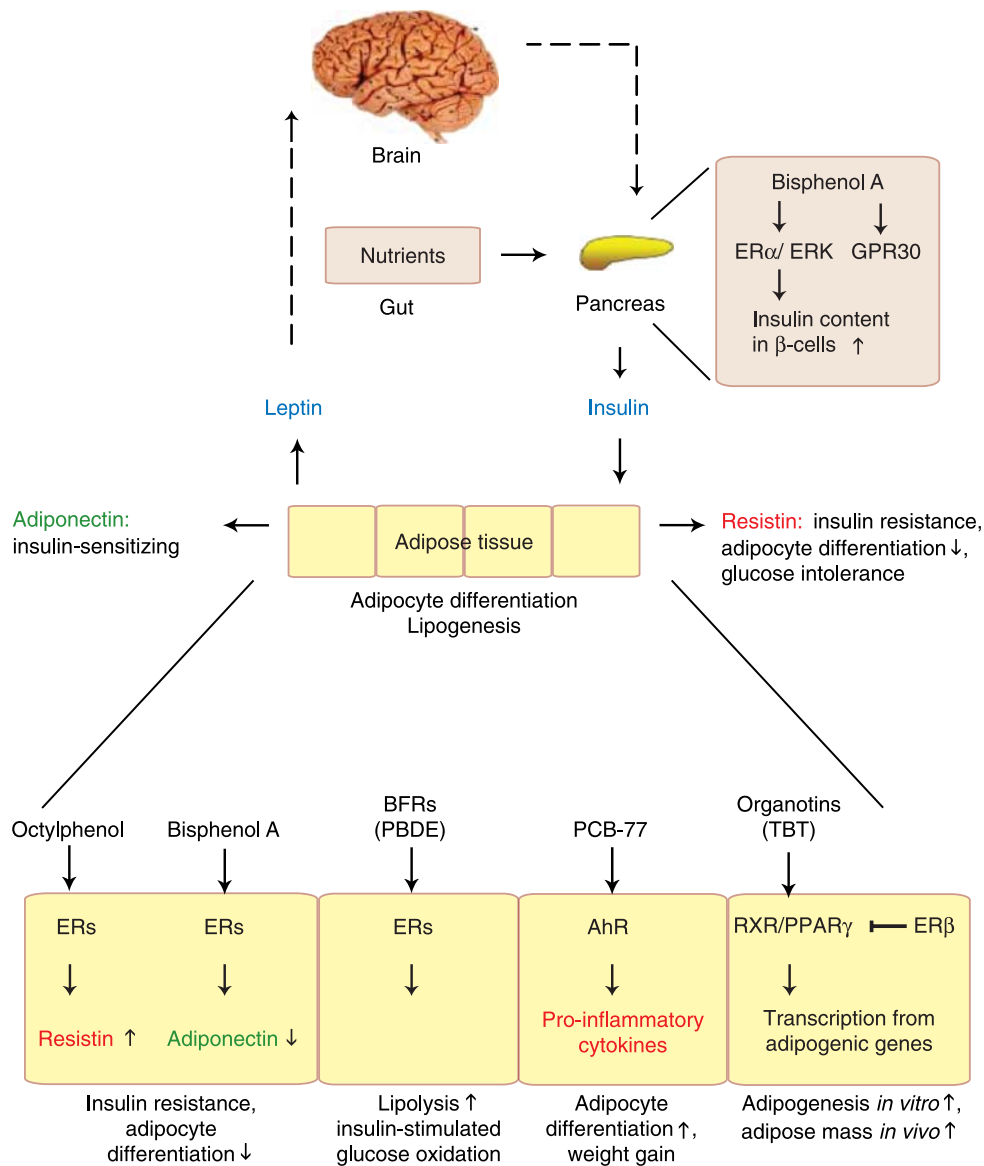 Brain
Bisphenol A
ERα/ ERK GPR30
Insulin content
in β-cells ↑
Nutrients
Gut
Pancreas
Leptin
Insulin
Adiponectin:
insulin-sensitizing
Adipose tissue
Resistin: insulin resistance,
adipocyte differentiation ↓,
glucose intolerance
Adipocyte differentiation
Lipogenesis
Octylphenol
Bisphenol A
BFRs
(PBDE)
PCB-77
Organotins
(TBT)
ERs
ERs
ERs
AhR
RXR/PPARγ
ERβ
Resistin ↑
Adiponectin ↓
Pro-inflammatory
cytokines
Transcription from
adipogenic genes
Insulin resistance,
adipocyte
differentiation ↓
Lipolysis ↑
insulin-stimulated
glucose oxidation
Adipocyte
differentiation ↑,
weight gain
Adipogenesis in vitro ↑,
adipose mass in vivo ↑